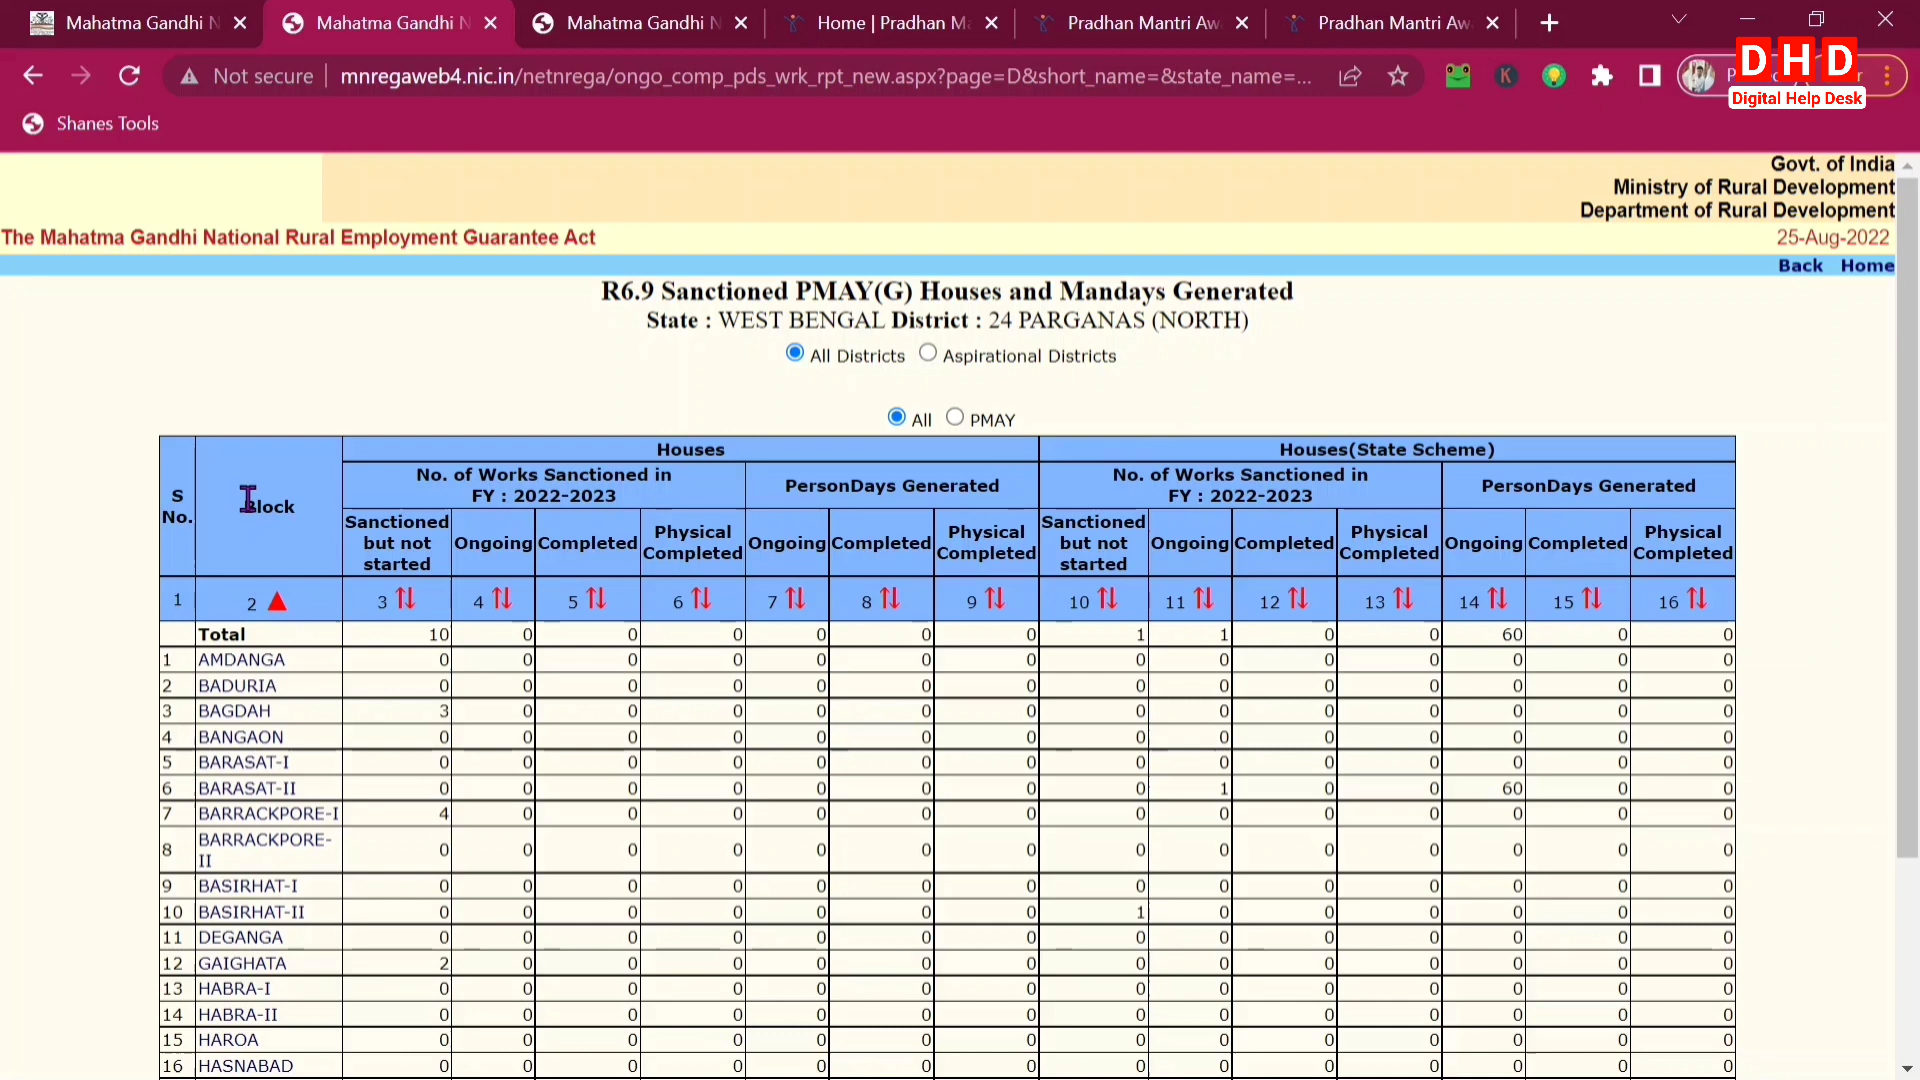 Mahatma Gandhi N
Mahatma Gandhi N
Mahatma Gandhi N
Home | Pradhan Ma
Pradhan Mantri Aw
Pradhan Mantri Aw
Not secure
mnregaweb4.nic.in/netnrega/ongo_comp_pds_wrk_rpt_new.aspx?page=D&short_name=&state_name=...
K
DHD
Digital Help Desk
Shanes Tools
Govt. of India
Ministry of Rural Development
Department of Rural Development
The Mahatma Gandhi National Rural Employment Guarantee Act
25-Aug-2022
Back Home
R6.9 Sanctioned PMAY(G) Houses and Mandays Generated
State : WEST BENGAL District : 24 PARGANAS (NORTH)
All Districts Aspirational Districts
All PMAY
S No. Block Houses Houses(State Scheme)
No. of Works Sanctioned in FY : 2022-2023 PersonDays Generated No. of Works Sanctioned in FY : 2022-2023 PersonDays Generated
Sanctioned but not started Ongoing Completed Physical Completed Ongoing Completed Physical Completed Sanctioned but not started Ongoing Completed Physical Completed Ongoing Completed Physical Completed
1 2 3 4 5 6 7 8 9 10 11 12 13 14 15 16
Total 10 0 0 0 0 0 0 1 1 0 0 60 0 0
1 AMDANGA 0 0 0 0 0 0 0 0 0 0 0 0 0 0
2 BADURIA 0 0 0 0 0 0 0 0 0 0 0 0 0 0
3 BAGDAH 3 0 0 0 0 0 0 0 0 0 0 0 0 0
4 BANGAON 0 0 0 0 0 0 0 0 0 0 0 0 0 0
5 BARASAT-I 0 0 0 0 0 0 0 0 0 0 0 0 0 0
6 BARASAT-II 0 0 0 0 0 0 0 0 1 0 0 60 0 0
7 BARRACKPORE-I 4 0 0 0 0 0 0 0 0 0 0 0 0 0
8 BARRACKPORE-II 0 0 0 0 0 0 0 0 0 0 0 0 0 0
9 BASIRHAT-I 0 0 0 0 0 0 0 0 0 0 0 0 0 0
10 BASIRHAT-II 0 0 0 0 0 0 0 1 0 0 0 0 0 0
11 DEGANGA 0 0 0 0 0 0 0 0 0 0 0 0 0 0
12 GAIGHATA 2 0 0 0 0 0 0 0 0 0 0 0 0 0
13 HABRA-I 0 0 0 0 0 0 0 0 0 0 0 0 0 0
14 HABRA-II 0 0 0 0 0 0 0 0 0 0 0 0 0 0
15 HAROA 0 0 0 0 0 0 0 0 0 0 0 0 0 0
16 HASNABAD 0 0 0 0 0 0 0 0 0 0 0 0 0 0